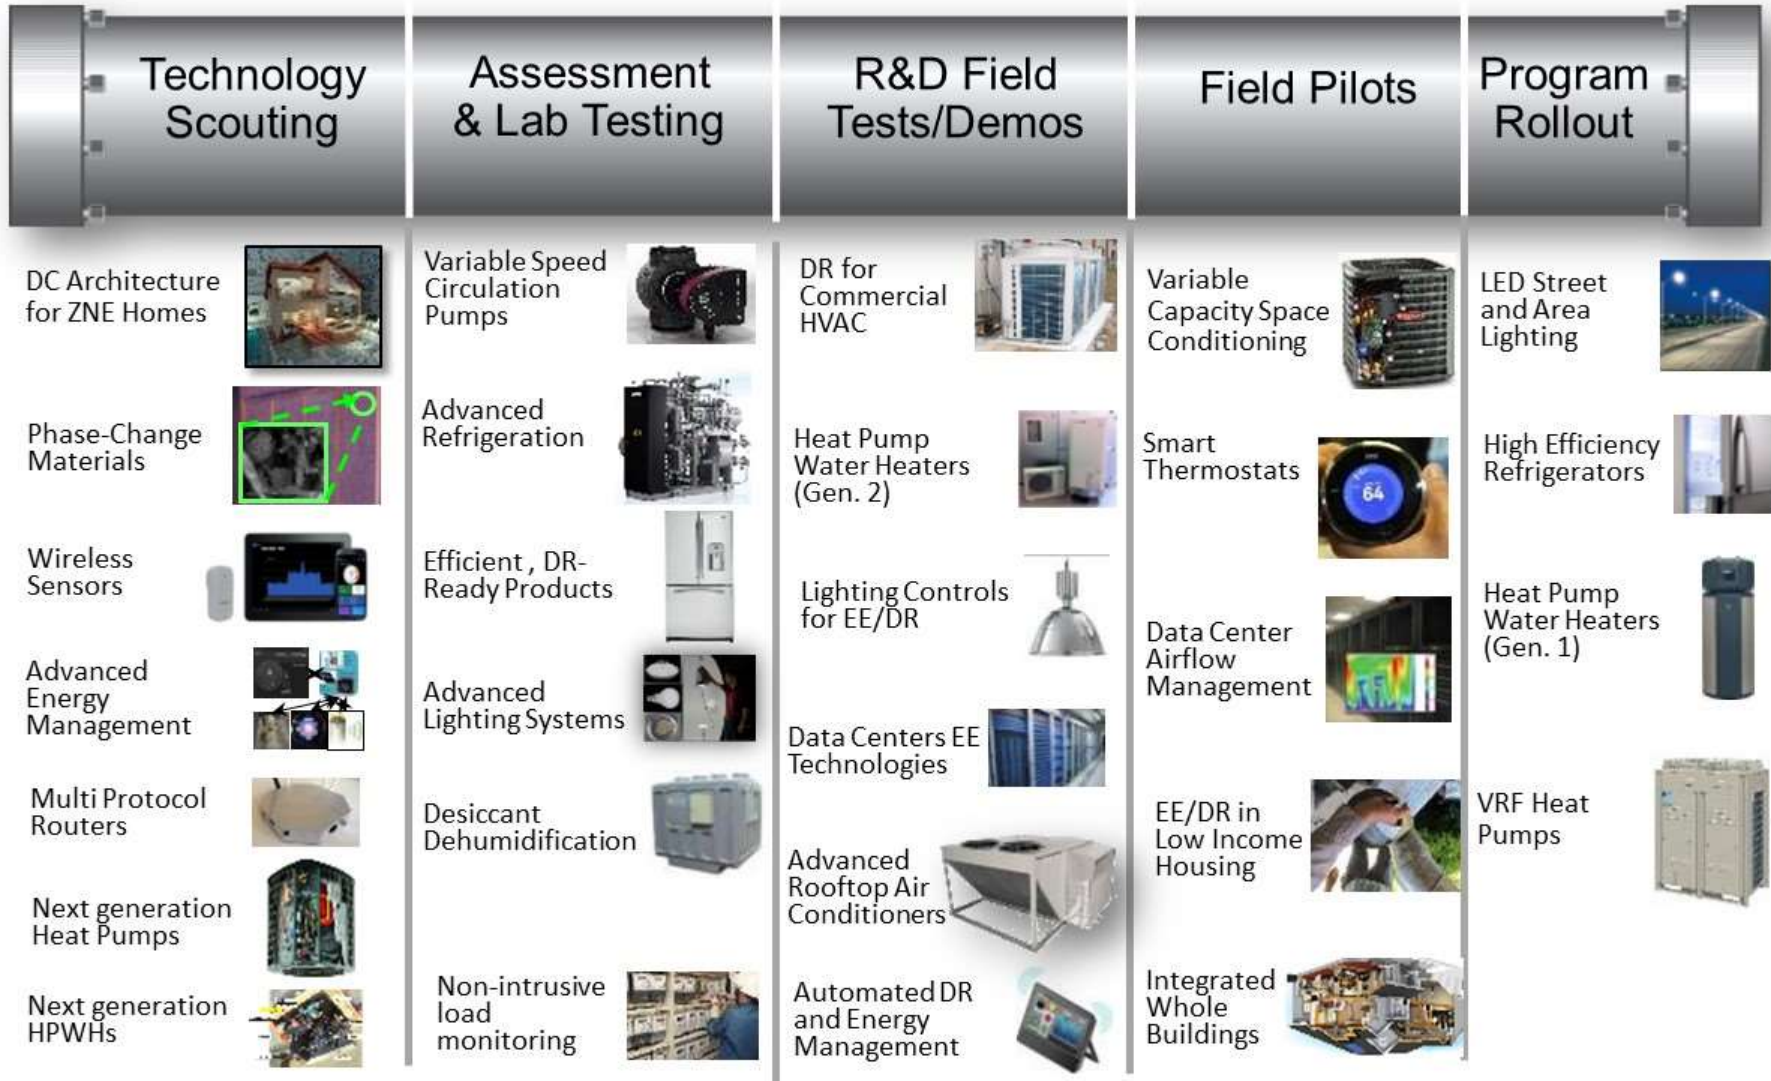 Technology
Scouting
Assessment
& Lab Testing
R&D Field
Tests/Demos
Field Pilots
Program
Rollout
DC Architecture
for ZNE Homes
Phase-Change
Materials
Wireless
Sensors
Advanced
Energy
Management
Multi Protocol
Routers
Next generation
Heat Pumps
Next generation
HPWHs
Variable Speed
Circulation
Pumps
Advanced
Refrigeration
Efficient , DR-
Ready Products
Advanced
Lighting Systems
Desiccant
Dehumidification
Non-intrusive
load
monitoring
DR for
Commercial
HVAC
Heat Pump
Water Heaters
(Gen. 2)
Lighting Controls
for EE/DR
Data Centers EE
Technologies
Advanced
Rooftop Air
Conditioners
Automated DR
and Energy
Management
Variable
Capacity Space
Conditioning
Smart
Thermostats
64
Data Center
Airflow
Management
EE/DR in
Low Income
Housing
Integrated
Whole
Buildings
LED Street
and Area
Lighting
High Efficiency
Refrigerators
Heat Pump
Water Heaters
(Gen. 1)
VRF Heat
Pumps